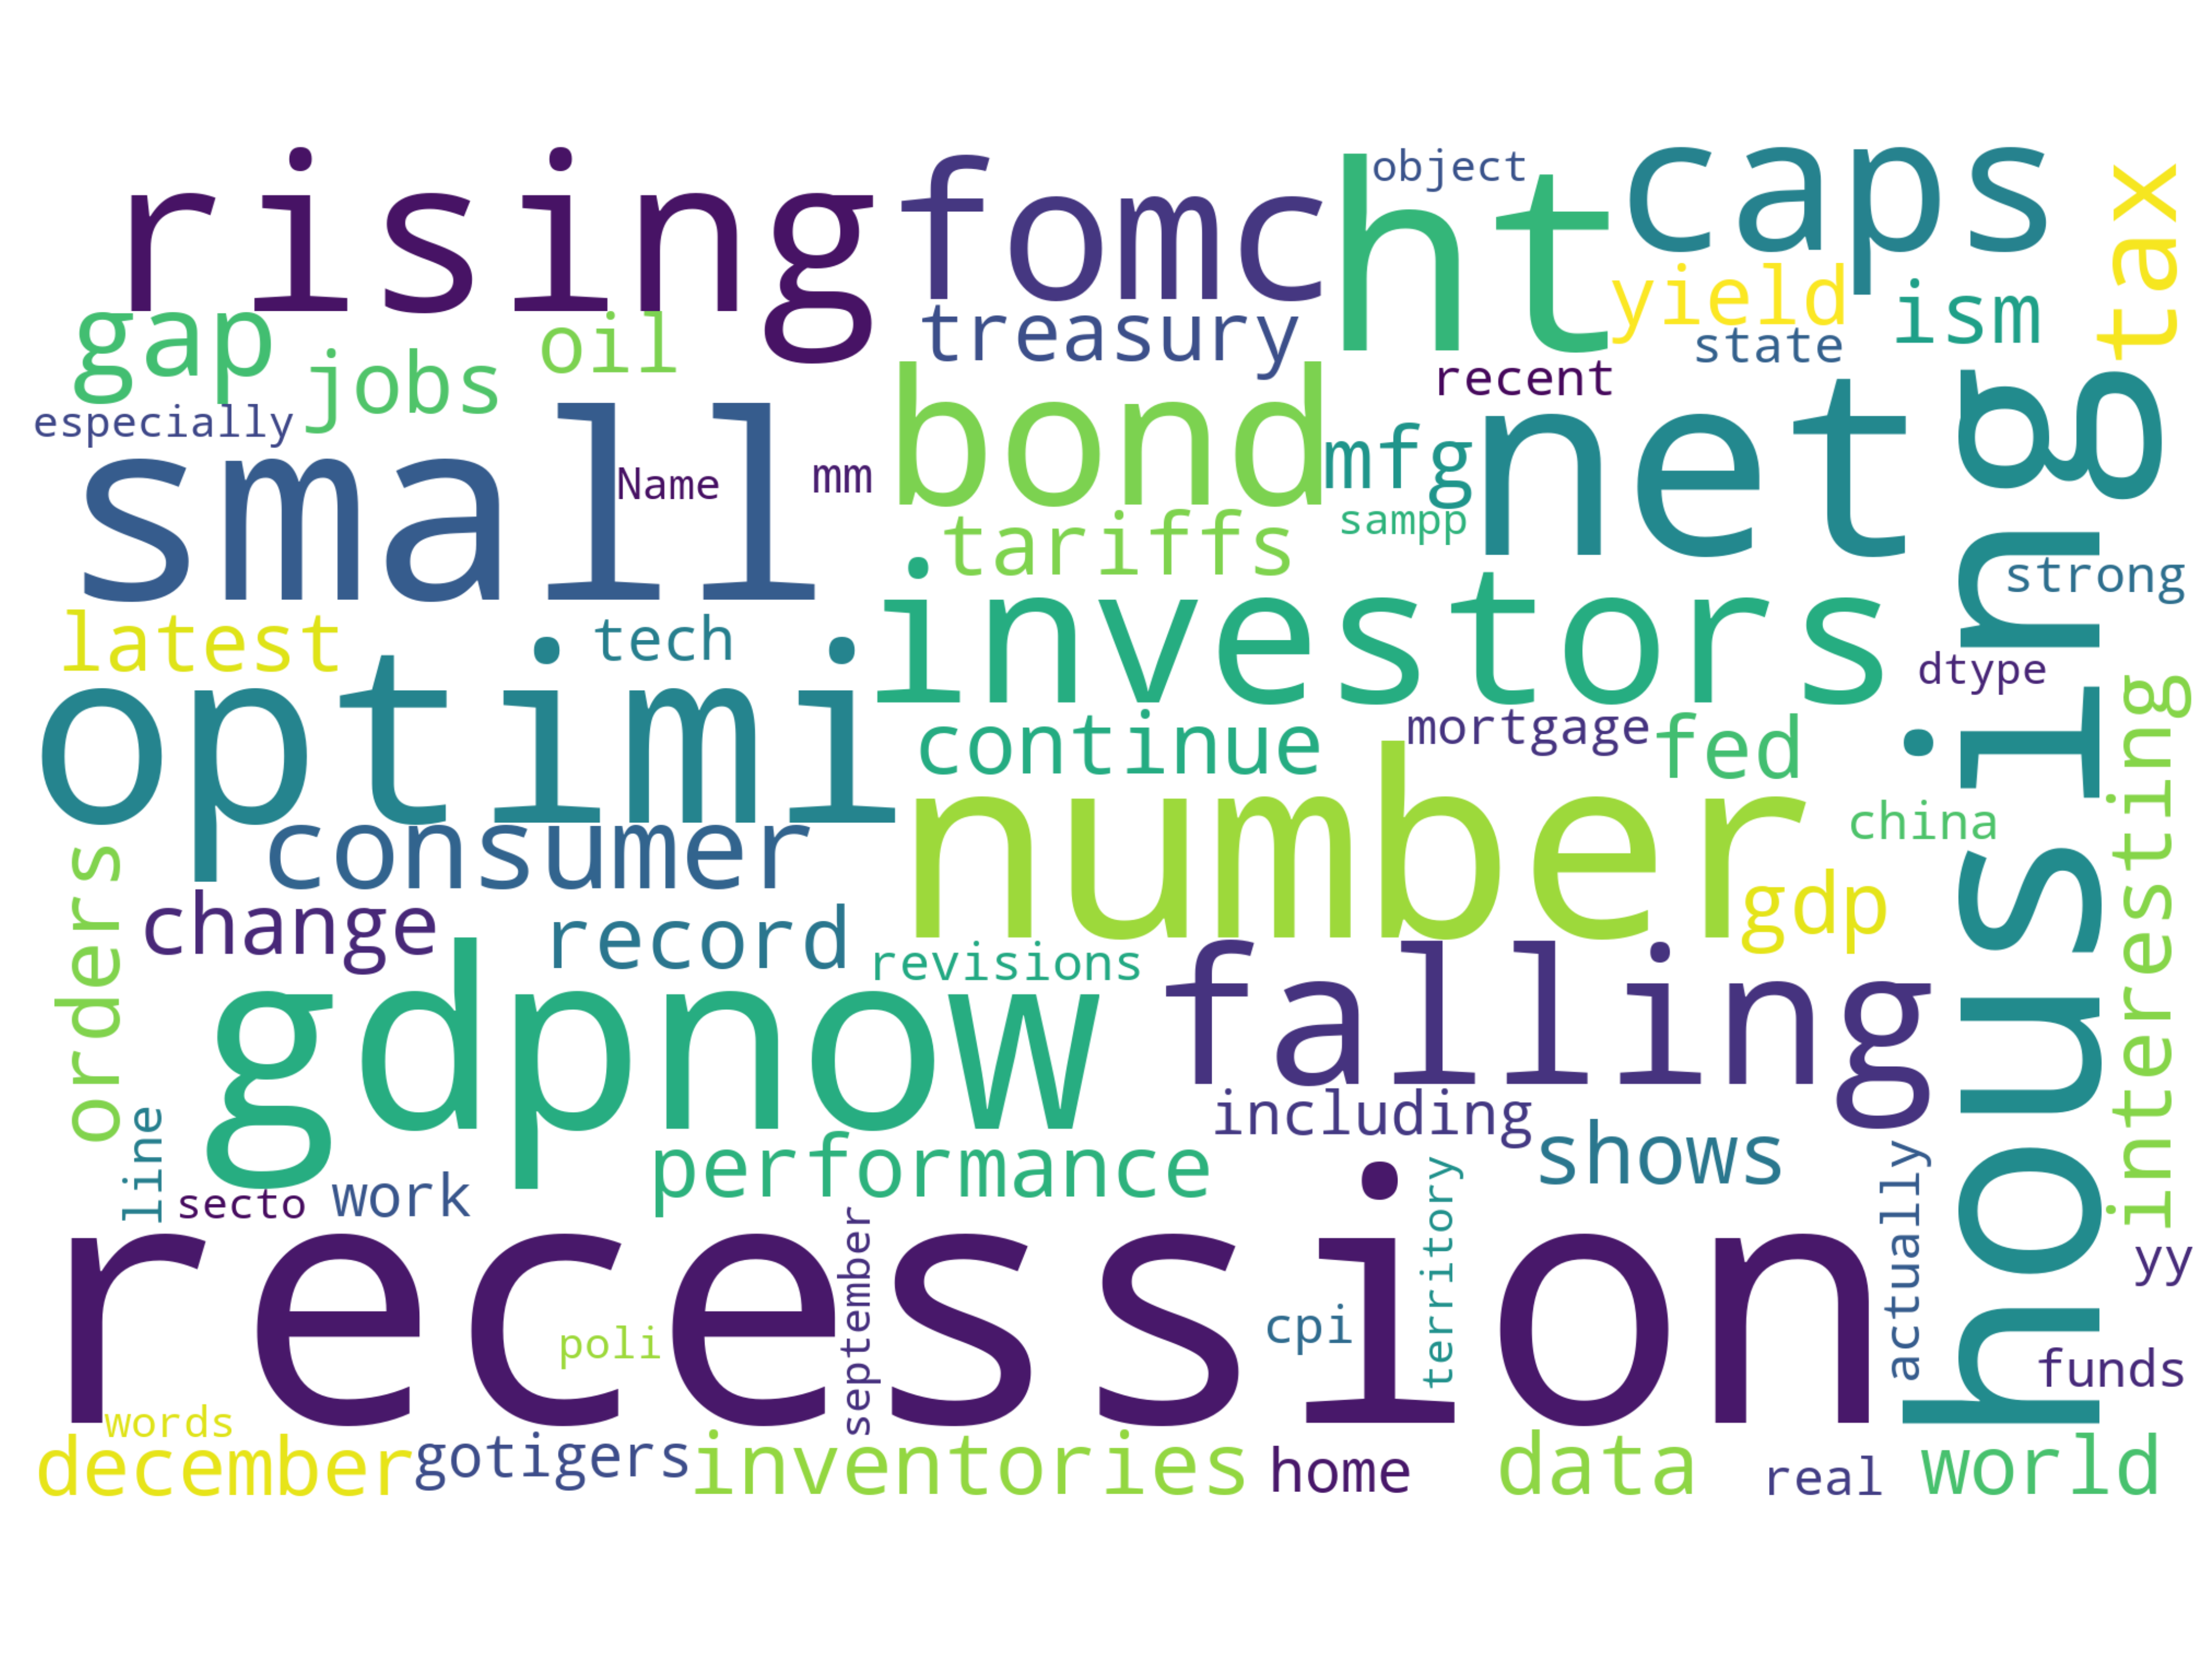 rising
fomc
ht
object
caps
tax
gap
jobs
oil
treasury
yield
state
ism
recent
especially
small
Name
mm
bond
mfg
sampp
net
tariffs
strong
latest
tech
investors
dtype
optimi
continue
mortgage
fed
housing
interesting
consumer
number
china
orders
change
record
revisions
gdp
gdpnow
falling
including
shows
performance
line
secto
work
september
territory
actually
yy
recession
poli
cpi
funds
words
december
gotigers
inventories
home
data
real
world